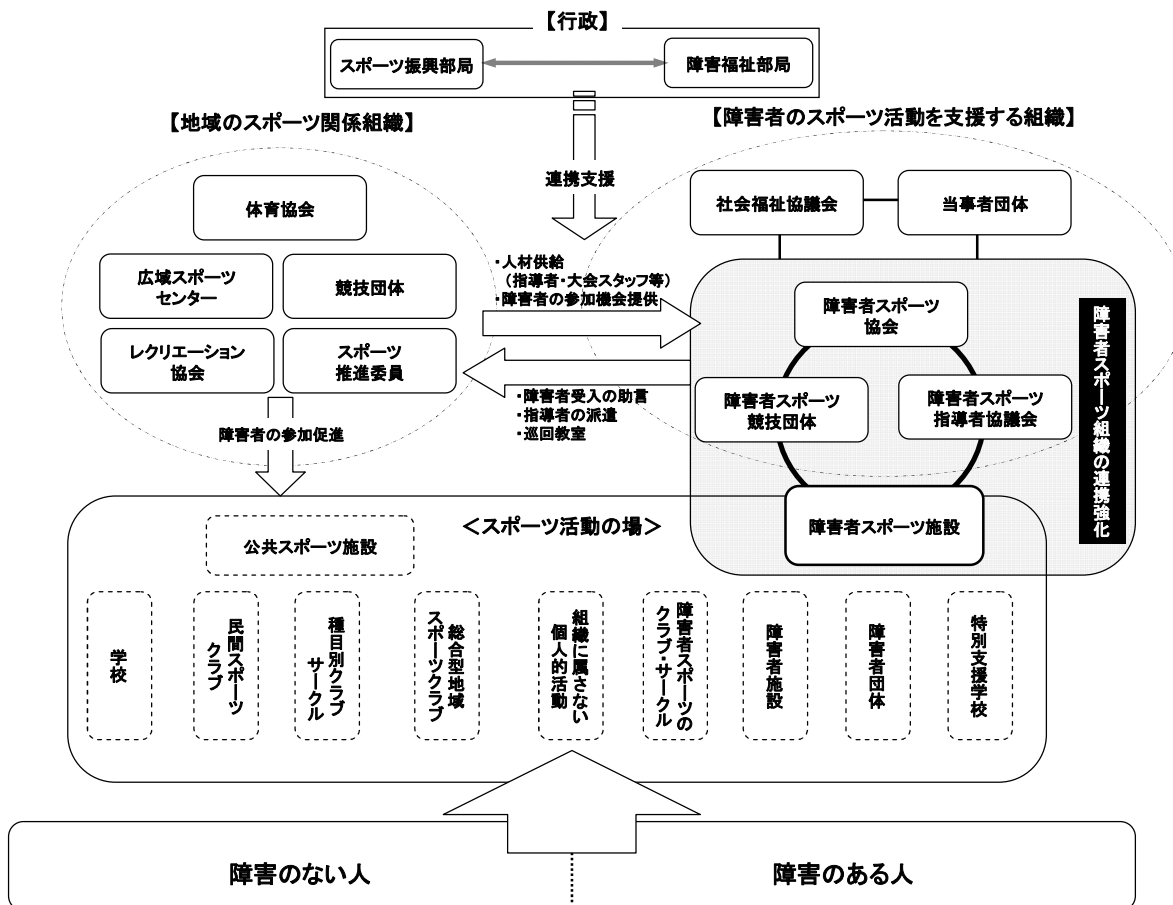 【行政】
スポーツ振興部局
障害福祉部局
【地域のスポーツ関係組織】
【障害者のスポーツ活動を支援する組織】
連携支援
体育協会
広域スポーツ
センター
競技団体
レクリエーション
協会
スポーツ
推進委員
・人材供給
（指導者・大会スタッフ等）
・障害者の参加機会提供
・障害者受入の助言
・指導者の派遣
・巡回教室
社会福祉協議会
当事者団体
障害者スポーツ
協会
障害者スポーツ
競技団体
障害者スポーツ
指導者協議会
障害者スポーツ施設
障害者スポーツ組織の連携強化
障害者の参加促進
＜スポーツ活動の場＞
公共スポーツ施設
学校
民間スポーツ
クラブ
種目別クラブ
サークル
総合型地域
スポーツクラブ
組織に属さない
個人的活動
障害者スポーツの
クラブ・サークル
障害者施設
障害者団体
特別支援学校
障害のない人
障害のある人